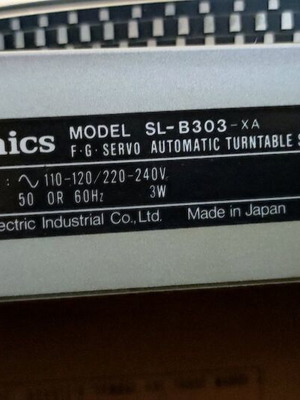 nics MODEL SL-B303-XA
F·G·SERVO AUTOMATIC TURNTABLE S
: ∿ 110-120/220-240V
50 OR 60Hz 3W
ectric Industrial Co., Ltd. Made in Japan